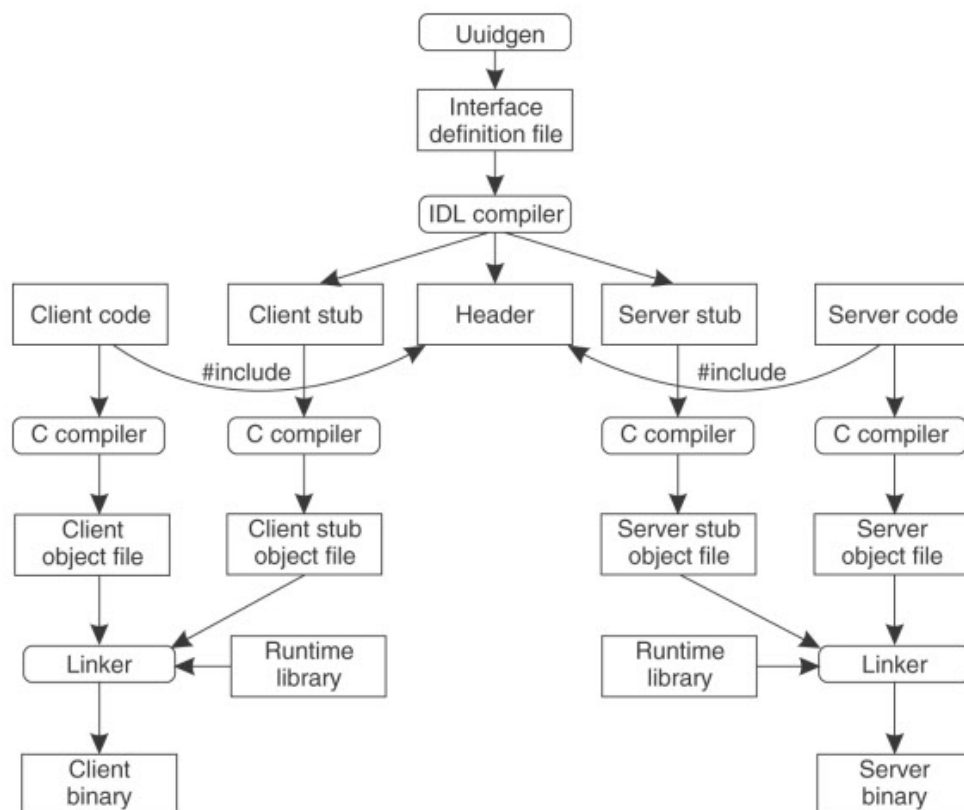 Uuidgen
Interface
definition file
IDL compiler
Client code
Client stub
Header
Server stub
Server code
#include
#include
C compiler
C compiler
C compiler
C compiler
Client
object file
Client stub
object file
Server stub
object file
Server
object file
Linker
Runtime
library
Runtime
library
Linker
Client
binary
Server
binary